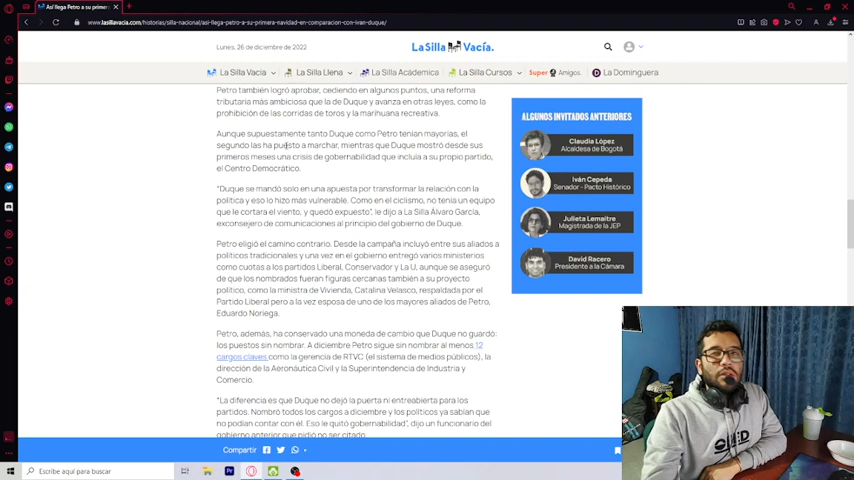 Así llega Petro a su primera
www.lasillavacia.com/historias/silla-nacional/asi-llega-petro-a-su-primera-navidad-en-comparacion-con-ivan-duque/
Lunes, 26 de diciembre de 2022
La Silla Vacía.
La Silla Vacía
La Silla Llena
La Silla Académica
La Silla Cursos
Super Amigos.
La Dominguera
Petro también logró aprobar, cediendo en algunos puntos, una reforma
tributaria más ambiciosa que la de Duque y avanza en otras leyes, como la
prohibición de las corridas de toros y la marihuana recreativa.
Aunque supuestamente tanto Duque como Petro tenían mayorías, el
segundo las ha puesto a marchar, mientras que Duque mostró desde sus
primeros meses una crisis de gobernabilidad que incluía a su propio partido,
el Centro Democrático.
“Duque se mandó solo en una apuesta por transformar la relación con la
política y eso lo hizo más vulnerable. Como en el ciclismo, no tenía un equipo
que le cortara el viento, y quedó expuesto”, le dijo a La Silla Álvaro García,
exconsejero de comunicaciones al principio del gobierno de Duque.
Petro eligió el camino contrario. Desde la campaña incluyó entre sus aliados a
políticos tradicionales y una vez en el gobierno entregó varios ministerios
como cuotas a los partidos Liberal, Conservador y La U, aunque se aseguró
de que los nombrados fueran figuras cercanas también a su proyecto
político, como la ministra de Vivienda, Catalina Velasco, respaldada por el
Partido Liberal pero a la vez esposa de uno de los mayores aliados de Petro,
Eduardo Noriega.
Petro, además, ha conservado una moneda de cambio que Duque no guardó:
los puestos sin nombrar. A diciembre Petro sigue sin nombrar al menos 12
cargos claves como la gerencia de RTVC (el sistema de medios públicos), la
dirección de la Aeronáutica Civil y la Superintendencia de Industria y
Comercio.
“La diferencia es que Duque no dejó la puerta ni entreabierta para los
partidos. Nombró todos los cargos a diciembre y los políticos ya sabían que
no podían contar con él. Eso le quitó gobernabilidad”, dijo un funcionario del
gobierno anterior que pidió no ser citado.
ALGUNOS INVITADOS ANTERIORES
Claudia López
Alcaldesa de Bogotá
Iván Cepeda
Senador - Pacto Histórico
Julieta Lemaitre
Magistrada de la JEP
David Racero
Presidente a la Cámara
Compartir
Escribe aquí para buscar